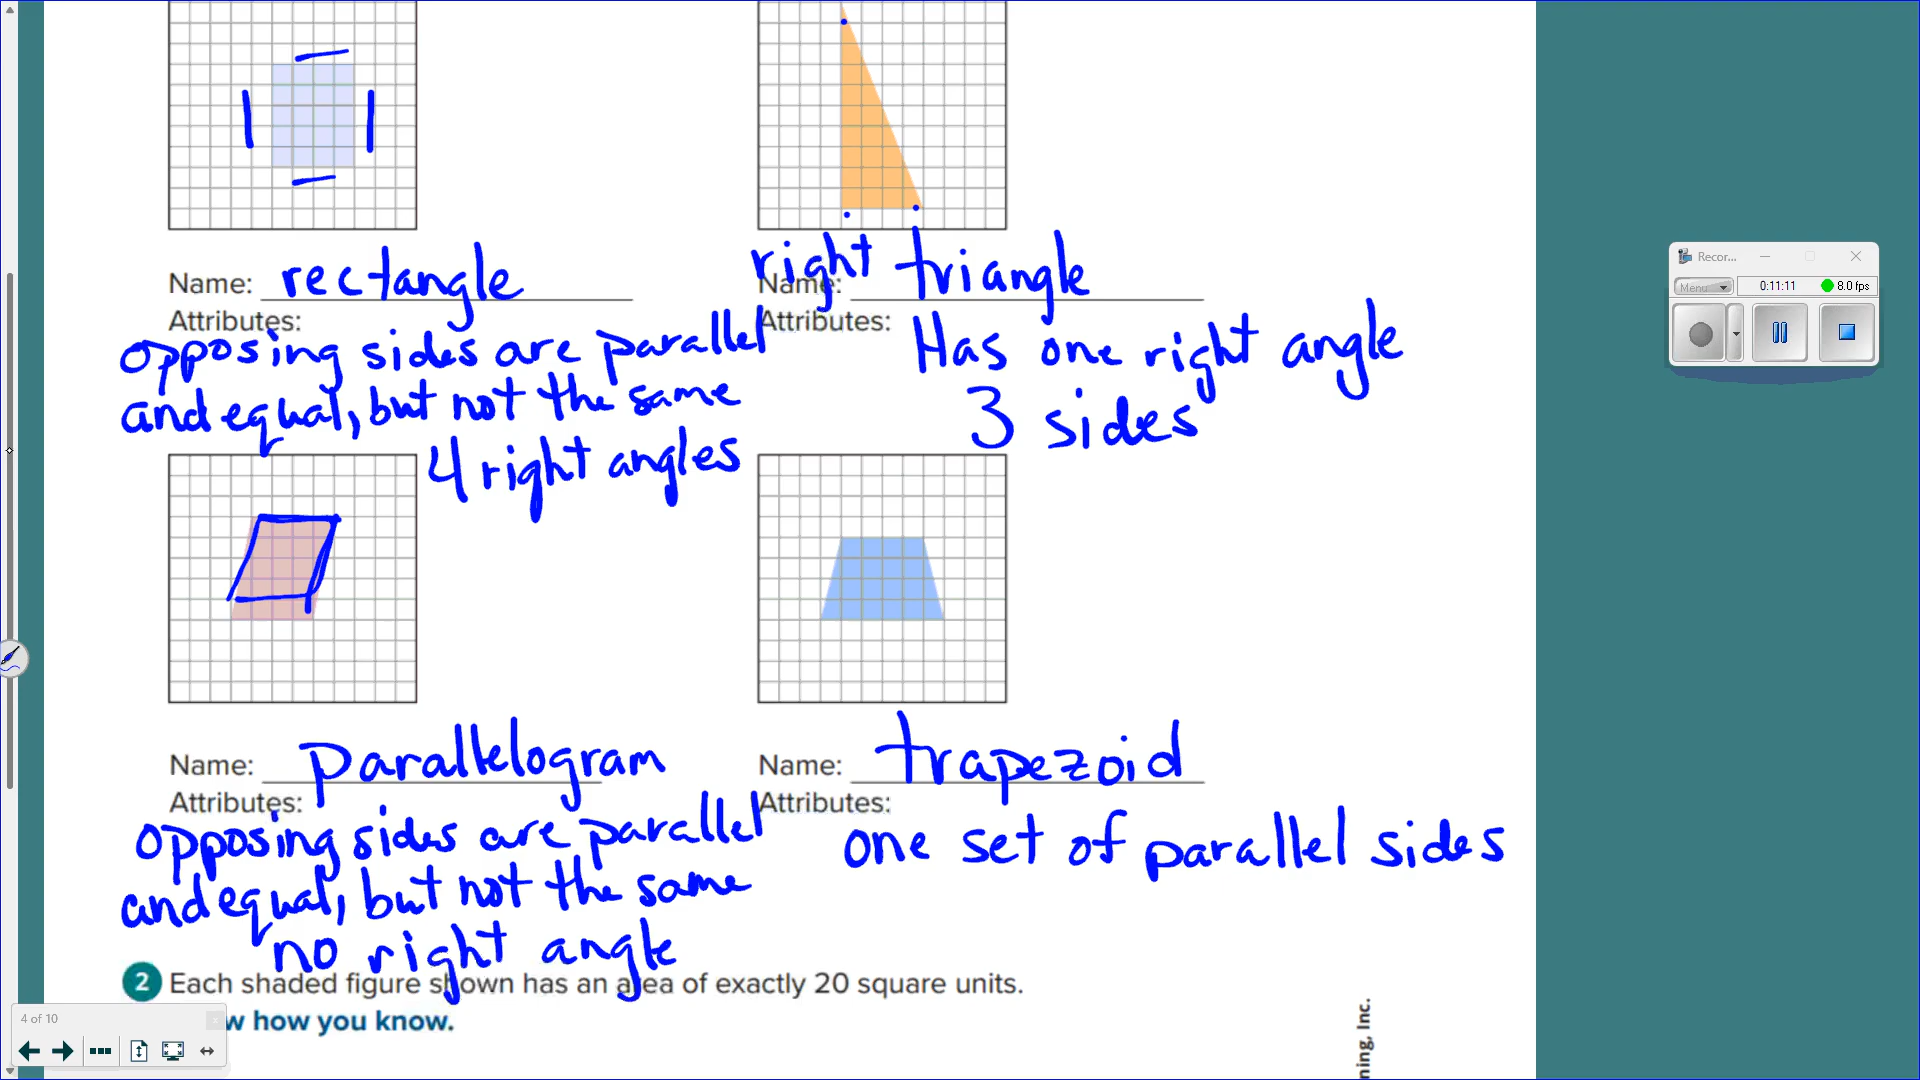 Recor...
Menu
0:11:11
8.0 fps
Name: rectangle
Attributes:
opposing sides are parallel
and equal, but not the same
4 right angles
Name: right triangle
Attributes: Has one right angle
3 sides
Name: parallelogram
Attributes:
opposing sides are parallel
and equal, but not the same
no right angle
Name: trapezoid
Attributes:
one set of parallel sides
2 Each shaded figure shown has an area of exactly 20 square units.
w how you know.
4 of 10
ning, Inc.